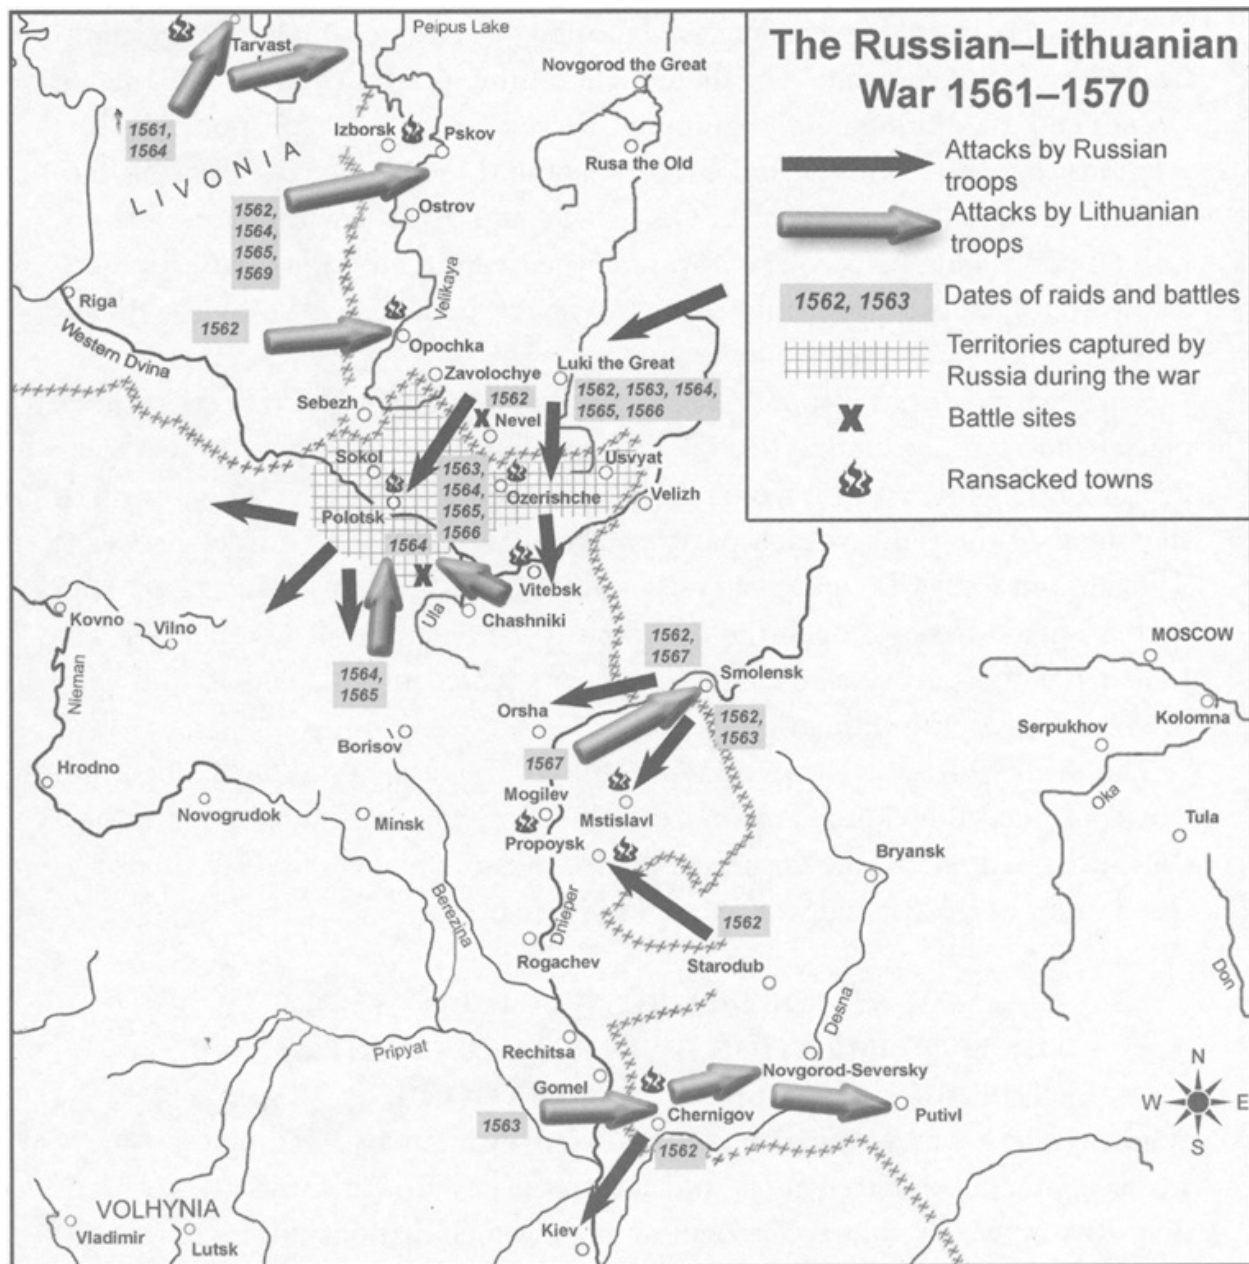 The Russian–Lithuanian
War 1561–1570
Attacks by Russian
troops
Attacks by Lithuanian
troops
1562, 1563
Dates of raids and battles
Territories captured by
Russia during the war
Battle sites
Ransacked towns
Peipus Lake
Tarvast
Novgorod the Great
1561,
1564
Izborsk
Pskov
Rusa the Old
LIVONIA
1562,
1564,
1565,
1569
Ostrov
Velikaya
Riga
1562
Opochka
Western Dvina
Zavolochye
Luki the Great
1562, 1563, 1564,
1565, 1566
1562
Sebezh
Nevel
Sokol
1563,
1564,
1565,
1566
Usvyat
Ozerishche
Velizh
Polotsk
1564
Vitebsk
Ula
Chashniki
Kovno
Vilno
Nieman
1564,
1565
1562,
1567
Smolensk
MOSCOW
Orsha
1562,
1563
Kolomna
Serpukhov
Borisov
1567
Hrodno
Novogrudok
Minsk
Mogilev
Mstislavl
Oka
Tula
Propoysk
Bryansk
Berezina
Dnieper
1562
Rogachev
Starodub
Don
Desna
Pripyat
Rechitsa
Gomel
Novgorod-Seversky
N
W
E
S
1563
Chernigov
Putivl
1562
VOLHYNIA
Vladimir
Lutsk
Kiev